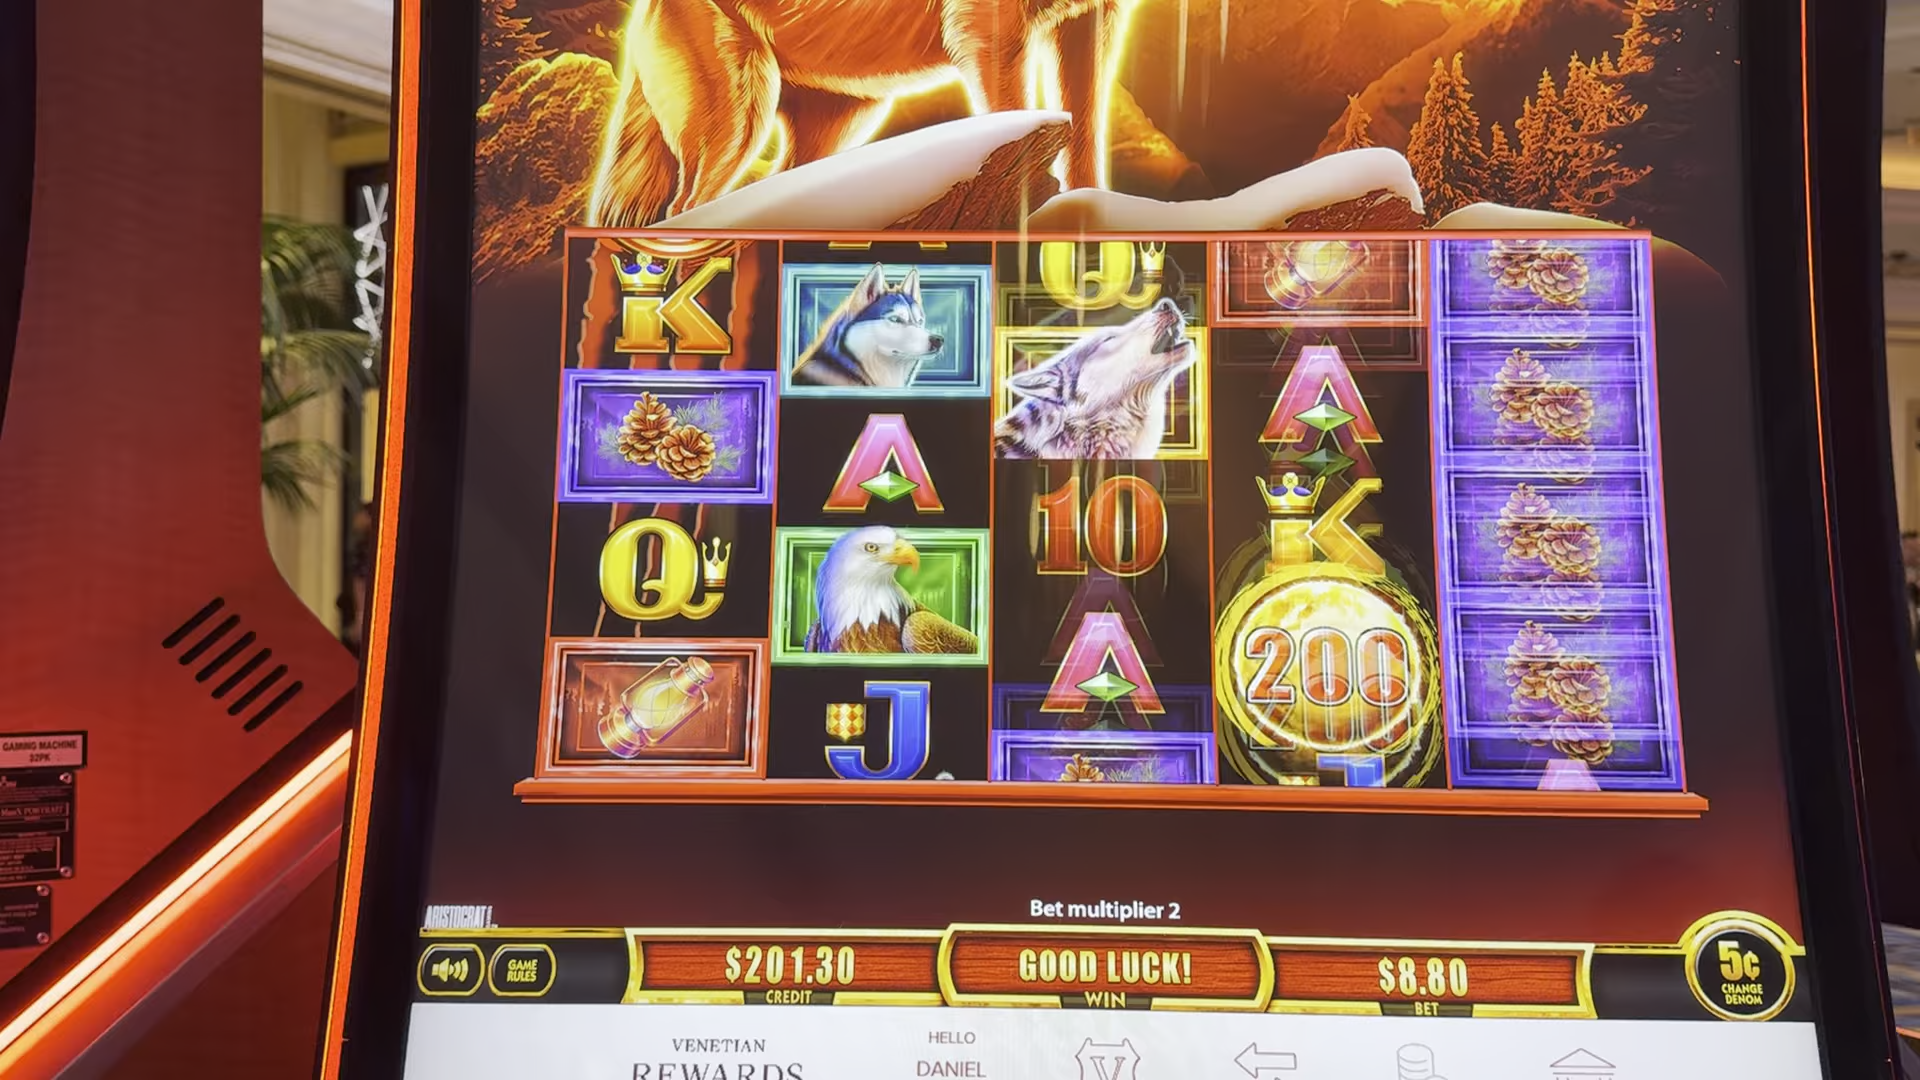 K
Q
A
Q
J
10
A
A
K
200
GAMING MACHINE
Bet multiplier 2
ARISTOCRAT
GAME
RULES
$201.30
CREDIT
GOOD LUCK!
WIN
$8.80
BET
5¢
CHANGE
DENOM
VENETIAN
REWARDS
HELLO
DANIEL
V